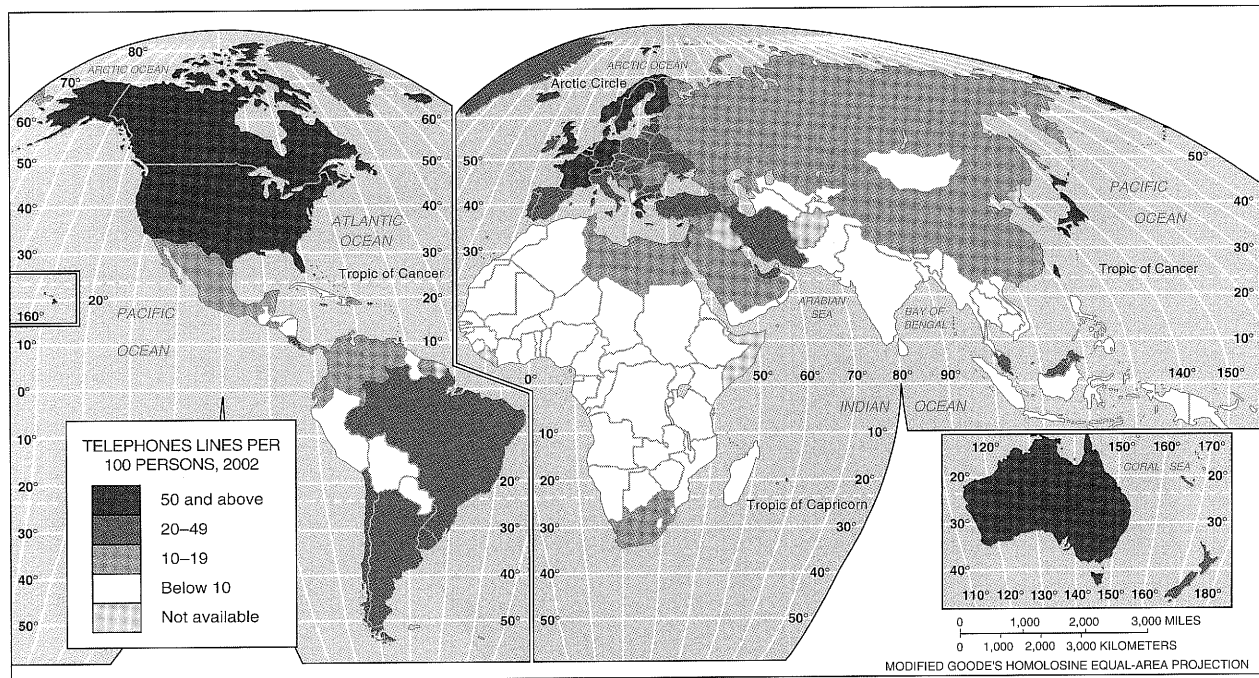 80°
ARCTIC OCEAN
70°
60°
50°
40°
30°
20°
160°
10°
0°
10°
20°
30°
40°
50°
60°
50°
40°
30°
20°
10°
ATLANTIC
OCEAN
Tropic of Cancer
PACIFIC
OCEAN
10°
20°
30°
40°
50°
ARCTIC OCEAN
Arctic Circle
60°
50°
40°
30°
50°
40°
30°
20°
10°
PACIFIC
OCEAN
Tropic of Cancer
ARABIAN
SEA
BAY OF
BENGAL
0°
50°
60°
70°
80°
90°
140°
150°
INDIAN OCEAN
10°
20°
30°
40°
50°
10°
20°
Tropic of Capricorn
30°
40°
50°
TELEPHONES LINES PER
100 PERSONS, 2002
50 and above
20–49
10–19
Below 10
Not available
120°
150°
160°
170°
CORAL SEA
20°
30°
40°
20°
30°
110°
120°
130°
140°
150°
160°
180°
0 1,000 2,000 3,000 MILES
0 1,000 2,000 3,000 KILOMETERS
MODIFIED GOODE'S HOMOLOSINE EQUAL-AREA PROJECTION